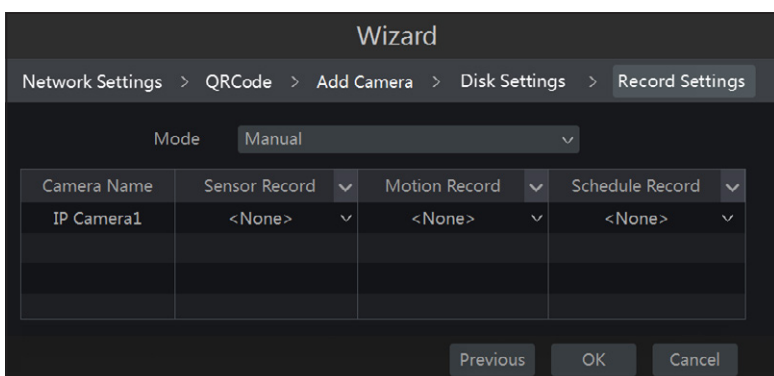 Wizard
Network Settings > QRCode > Add Camera > Disk Settings > Record Settings
Mode Manual
Camera Name Sensor Record Motion Record Schedule Record
IP Camera1 <None> <None> <None>
Previous OK Cancel